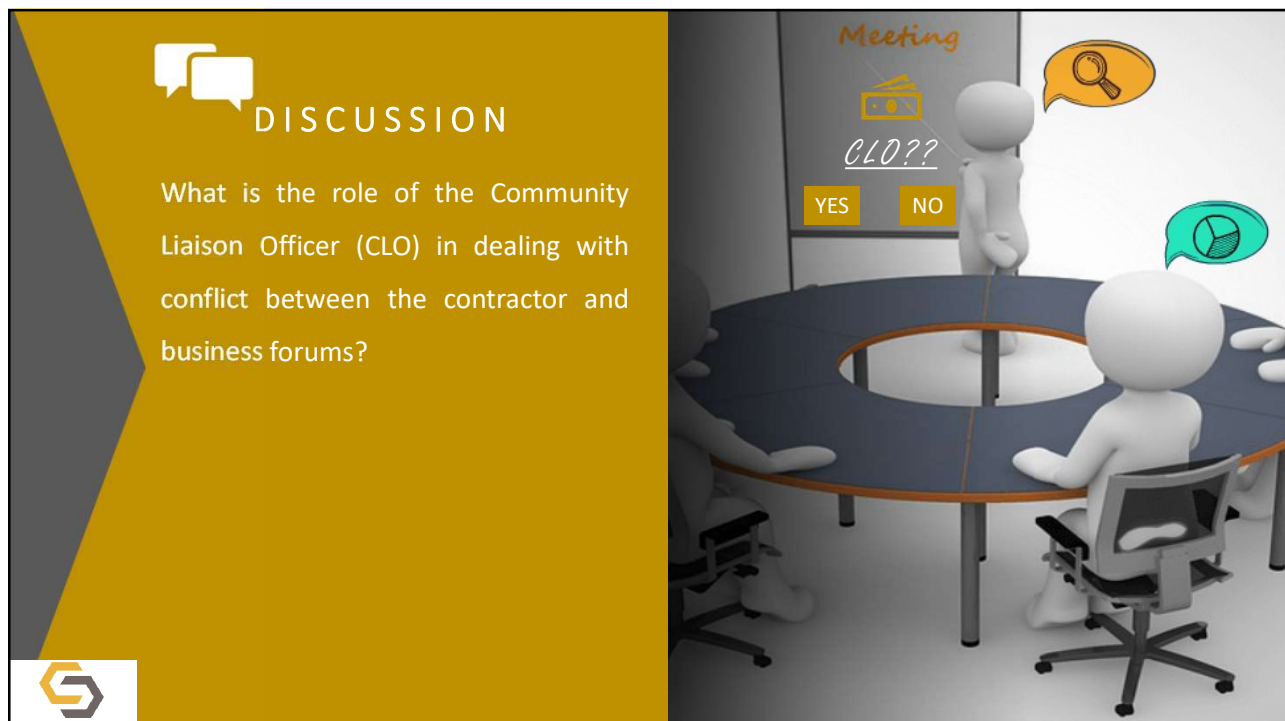 DISCUSSION
What is the role of the Community
Liaison Officer (CLO) in dealing with
conflict between the contractor and
business forums?
Meeting
CLO??
YES NO